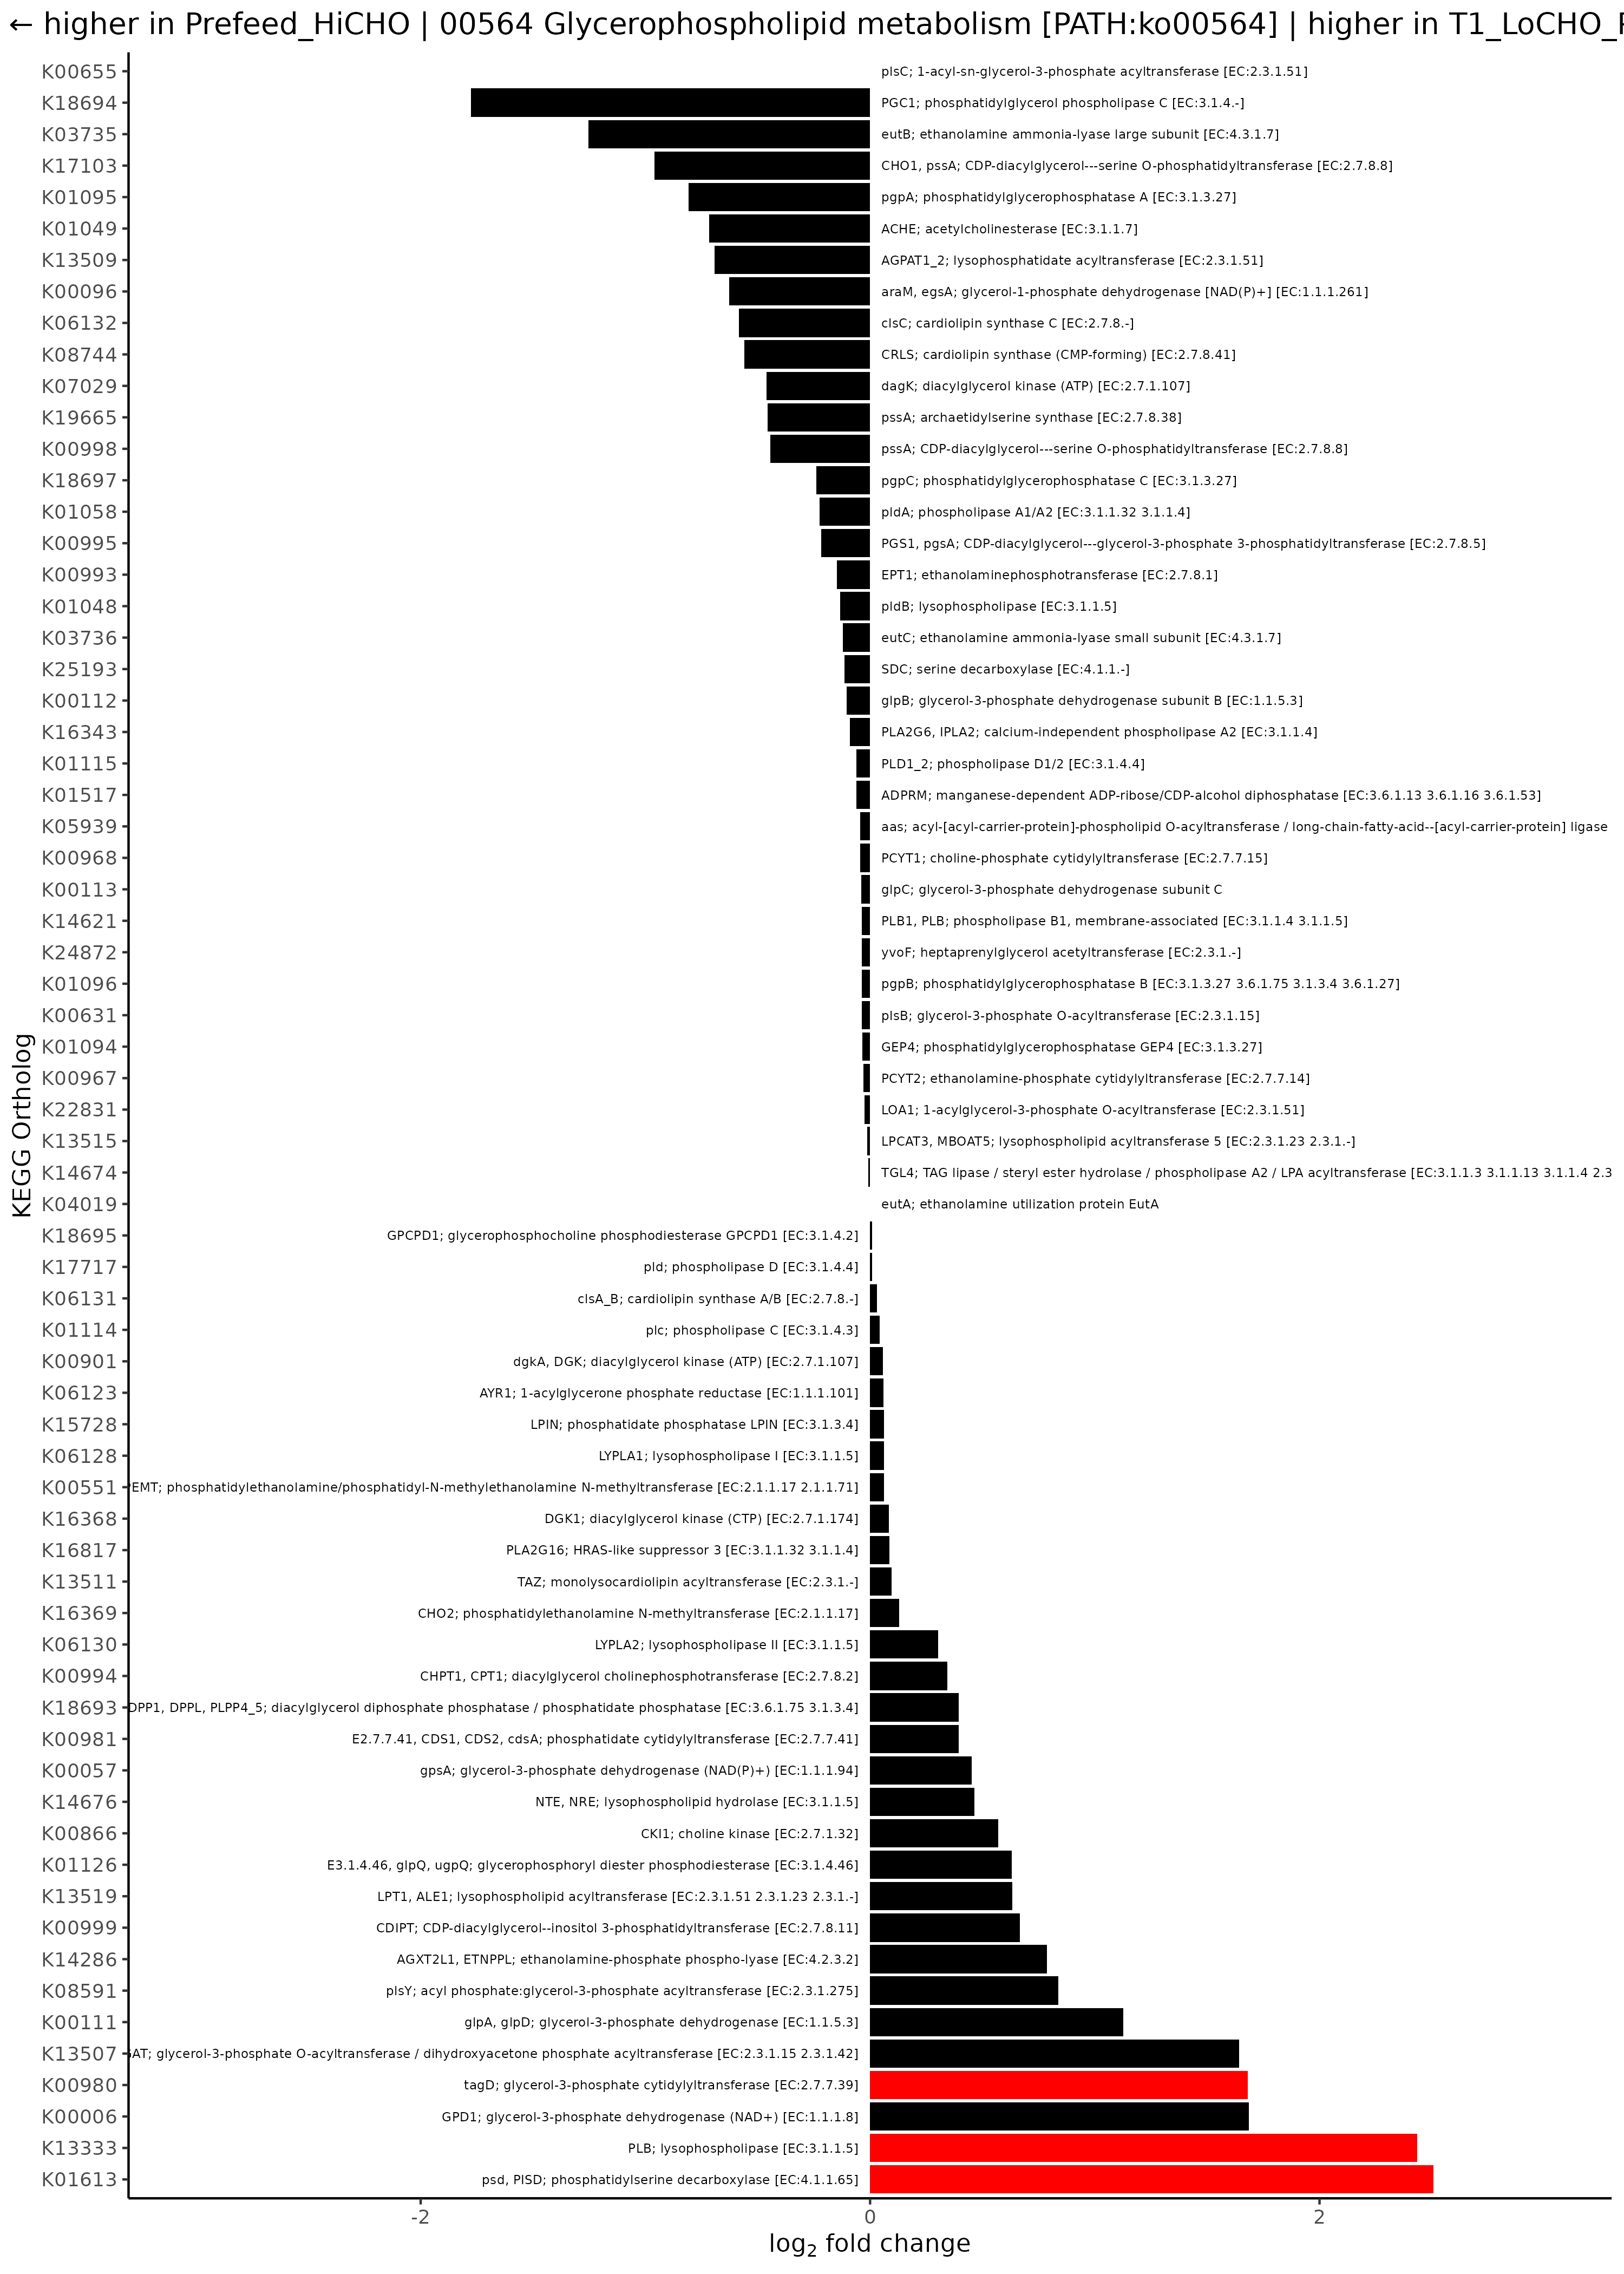 ← higher in Prefeed_HiCHO | 00564 Glycerophospholipid metabolism [PATH:ko00564] | higher in T1_LoCHO_
K00655 plsC; 1-acyl-sn-glycerol-3-phosphate acyltransferase [EC:2.3.1.51]
K18694 PGC1; phosphatidylglycerol phospholipase C [EC:3.1.4.-]
K03735 eutB; ethanolamine ammonia-lyase large subunit [EC:4.3.1.7]
K17103 CHO1, pssA; CDP-diacylglycerol---serine O-phosphatidyltransferase [EC:2.7.8.8]
K01095 pgpA; phosphatidylglycerophosphatase A [EC:3.1.3.27]
K01049 ACHE; acetylcholinesterase [EC:3.1.1.7]
K13509 AGPAT1_2; lysophosphatidate acyltransferase [EC:2.3.1.51]
K00096 araM, egsA; glycerol-1-phosphate dehydrogenase [NAD(P)+] [EC:1.1.1.261]
K06132 clsC; cardiolipin synthase C [EC:2.7.8.-]
K08744 CRLS; cardiolipin synthase (CMP-forming) [EC:2.7.8.41]
K07029 dagK; diacylglycerol kinase (ATP) [EC:2.7.1.107]
K19665 pssA; archaetidylserine synthase [EC:2.7.8.38]
K00998 pssA; CDP-diacylglycerol---serine O-phosphatidyltransferase [EC:2.7.8.8]
K18697 pgpC; phosphatidylglycerophosphatase C [EC:3.1.3.27]
K01058 pldA; phospholipase A1/A2 [EC:3.1.1.32 3.1.1.4]
K00995 PGS1, pgsA; CDP-diacylglycerol---glycerol-3-phosphate 3-phosphatidyltransferase [EC:2.7.8.5]
K00993 EPT1; ethanolaminephosphotransferase [EC:2.7.8.1]
K01048 pldB; lysophospholipase [EC:3.1.1.5]
K03736 eutC; ethanolamine ammonia-lyase small subunit [EC:4.3.1.7]
K25193 SDC; serine decarboxylase [EC:4.1.1.-]
K00112 glpB; glycerol-3-phosphate dehydrogenase subunit B [EC:1.1.5.3]
K16343 PLA2G6, IPLA2; calcium-independent phospholipase A2 [EC:3.1.1.4]
K01115 PLD1_2; phospholipase D1/2 [EC:3.1.4.4]
K01517 ADPRM; manganese-dependent ADP-ribose/CDP-alcohol diphosphatase [EC:3.6.1.13 3.6.1.16 3.6.1.53]
K05939 aas; acyl-[acyl-carrier-protein]-phospholipid O-acyltransferase / long-chain-fatty-acid--[acyl-carrier-protein] ligase
K00968 PCYT1; choline-phosphate cytidylyltransferase [EC:2.7.7.15]
K00113 glpC; glycerol-3-phosphate dehydrogenase subunit C
K14621 PLB1, PLB; phospholipase B1, membrane-associated [EC:3.1.1.4 3.1.1.5]
K24872 yvoF; heptaprenylglycerol acetyltransferase [EC:2.3.1.-]
K01096 pgpB; phosphatidylglycerophosphatase B [EC:3.1.3.27 3.6.1.75 3.1.3.4 3.6.1.27]
K00631 plsB; glycerol-3-phosphate O-acyltransferase [EC:2.3.1.15]
K01094 GEP4; phosphatidylglycerophosphatase GEP4 [EC:3.1.3.27]
K00967 PCYT2; ethanolamine-phosphate cytidylyltransferase [EC:2.7.7.14]
K22831 LOA1; 1-acylglycerol-3-phosphate O-acyltransferase [EC:2.3.1.51]
K13515 LPCAT3, MBOAT5; lysophospholipid acyltransferase 5 [EC:2.3.1.23 2.3.1.-]
K14674 TGL4; TAG lipase / steryl ester hydrolase / phospholipase A2 / LPA acyltransferase [EC:3.1.1.3 3.1.1.13 3.1.1.4 2.3
K04019 eutA; ethanolamine utilization protein EutA
K18695 GPCPD1; glycerophosphocholine phosphodiesterase GPCPD1 [EC:3.1.4.2]
K17717 pld; phospholipase D [EC:3.1.4.4]
K06131 clsA_B; cardiolipin synthase A/B [EC:2.7.8.-]
K01114 plc; phospholipase C [EC:3.1.4.3]
K00901 dgkA, DGK; diacylglycerol kinase (ATP) [EC:2.7.1.107]
K06123 AYR1; 1-acylglycerone phosphate reductase [EC:1.1.1.101]
K15728 LPIN; phosphatidate phosphatase LPIN [EC:3.1.3.4]
K06128 LYPLA1; lysophospholipase I [EC:3.1.1.5]
K00551 EMT; phosphatidylethanolamine/phosphatidyl-N-methylethanolamine N-methyltransferase [EC:2.1.1.17 2.1.1.71]
K16368 DGK1; diacylglycerol kinase (CTP) [EC:2.7.1.174]
K16817 PLA2G16; HRAS-like suppressor 3 [EC:3.1.1.32 3.1.1.4]
K13511 TAZ; monolysocardiolipin acyltransferase [EC:2.3.1.-]
K16369 CHO2; phosphatidylethanolamine N-methyltransferase [EC:2.1.1.17]
K06130 LYPLA2; lysophospholipase II [EC:3.1.1.5]
K00994 CHPT1, CPT1; diacylglycerol cholinephosphotransferase [EC:2.7.8.2]
K18693 DPP1, DPPL, PLPP4_5; diacylglycerol diphosphate phosphatase / phosphatidate phosphatase [EC:3.6.1.75 3.1.3.4]
K00981 E2.7.7.41, CDS1, CDS2, cdsA; phosphatidate cytidylyltransferase [EC:2.7.7.41]
K00057 gpsA; glycerol-3-phosphate dehydrogenase (NAD(P)+) [EC:1.1.1.94]
K14676 NTE, NRE; lysophospholipid hydrolase [EC:3.1.1.5]
K00866 CKI1; choline kinase [EC:2.7.1.32]
K01126 E3.1.4.46, glpQ, ugpQ; glycerophosphoryl diester phosphodiesterase [EC:3.1.4.46]
K13519 LPT1, ALE1; lysophospholipid acyltransferase [EC:2.3.1.51 2.3.1.23 2.3.1.-]
K00999 CDIPT; CDP-diacylglycerol--inositol 3-phosphatidyltransferase [EC:2.7.8.11]
K14286 AGXT2L1, ETNPPL; ethanolamine-phosphate phospho-lyase [EC:4.2.3.2]
K08591 plsY; acyl phosphate:glycerol-3-phosphate acyltransferase [EC:2.3.1.275]
K00111 glpA, glpD; glycerol-3-phosphate dehydrogenase [EC:1.1.5.3]
K13507 AT; glycerol-3-phosphate O-acyltransferase / dihydroxyacetone phosphate acyltransferase [EC:2.3.1.15 2.3.1.42]
K00980 tagD; glycerol-3-phosphate cytidylyltransferase [EC:2.7.7.39]
K00006 GPD1; glycerol-3-phosphate dehydrogenase (NAD+) [EC:1.1.1.8]
K13333 PLB; lysophospholipase [EC:3.1.1.5]
K01613 psd, PISD; phosphatidylserine decarboxylase [EC:4.1.1.65]
KEGG Ortholog
-2 0 2
log2 fold change